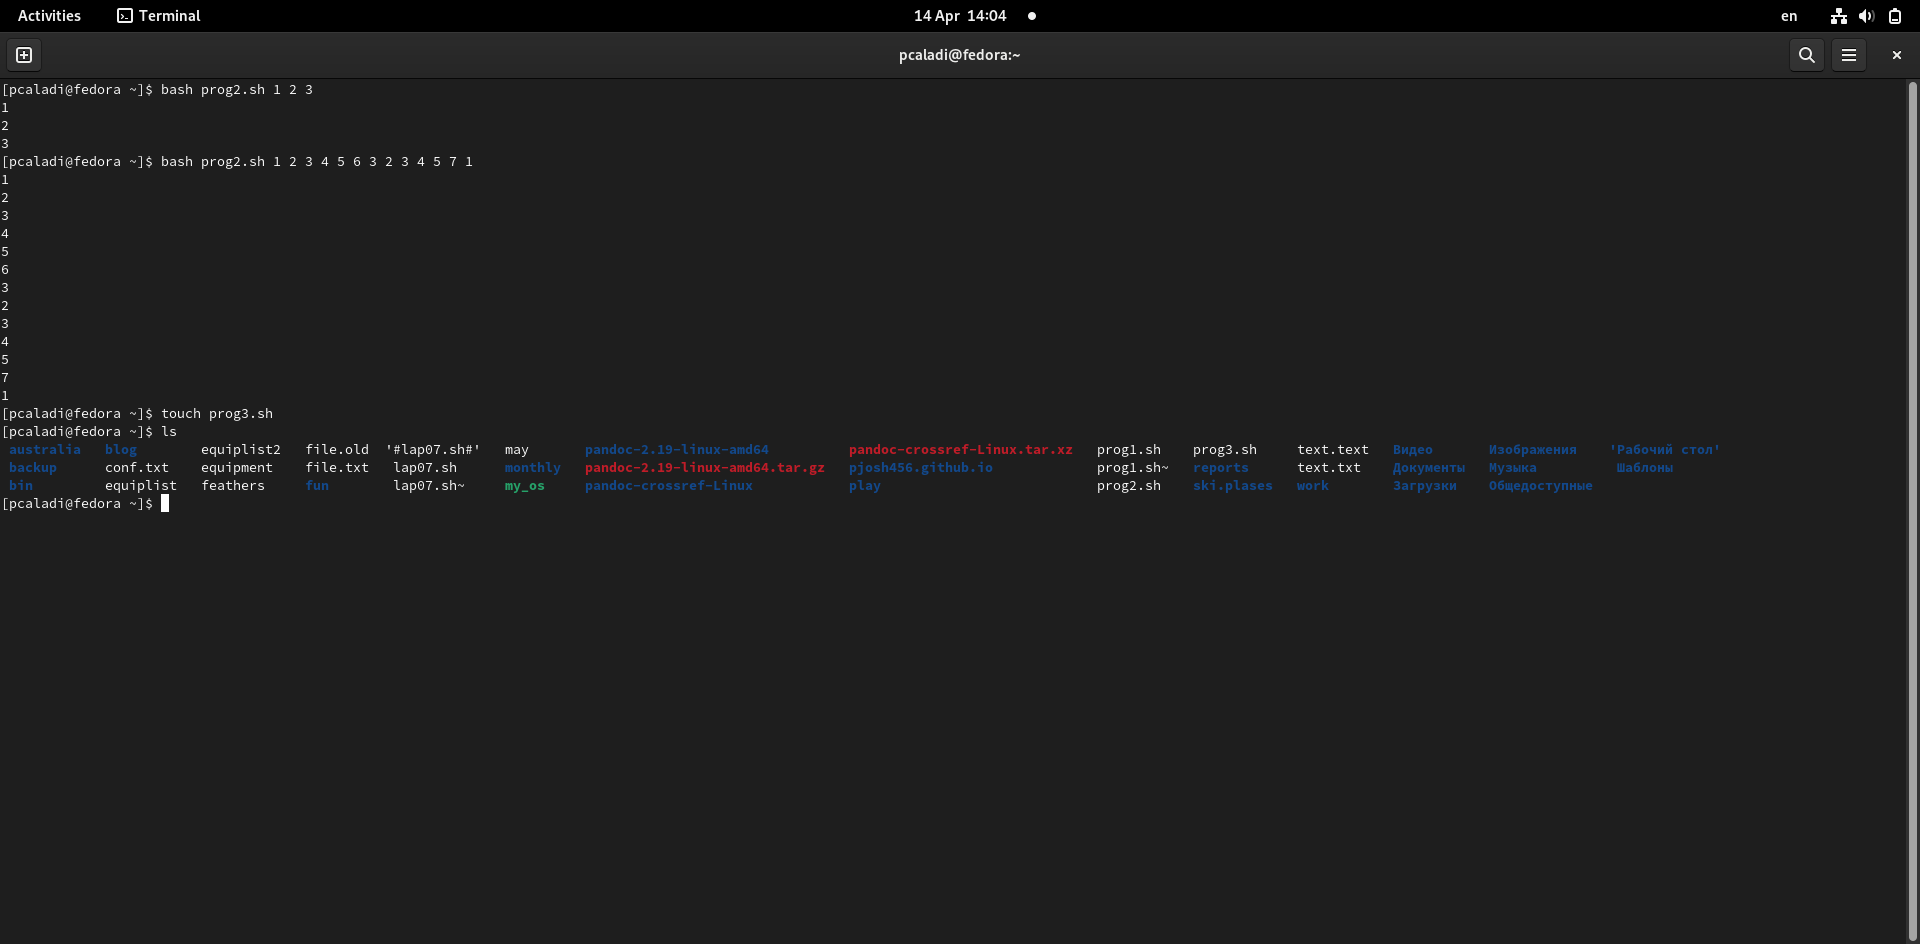 Activities Terminal 14 Apr 14:04 en
pcaladi@fedora:~
[pcaladi@fedora ~]$ bash prog2.sh 1 2 3
1
2
3
[pcaladi@fedora ~]$ bash prog2.sh 1 2 3 4 5 6 3 2 3 4 5 7 1
1
2
3
4
5
6
3
2
3
4
5
7
1
[pcaladi@fedora ~]$ touch prog3.sh
[pcaladi@fedora ~]$ ls
australia blog equiplist2 file.old '#lap07.sh#' may pandoc-2.19-linux-amd64 pandoc-crossref-Linux.tar.xz prog1.sh prog3.sh text.text Видео Изображения 'Рабочий стол'
backup conf.txt equipment file.txt lap07.sh monthly pandoc-2.19-linux-amd64.tar.gz pjosh456.github.io prog1.sh~ reports text.txt Документы Музыка Шаблоны
bin equiplist feathers fun lap07.sh~ my_os pandoc-crossref-Linux play prog2.sh ski.plases work Загрузки Общедоступные
[pcaladi@fedora ~]$